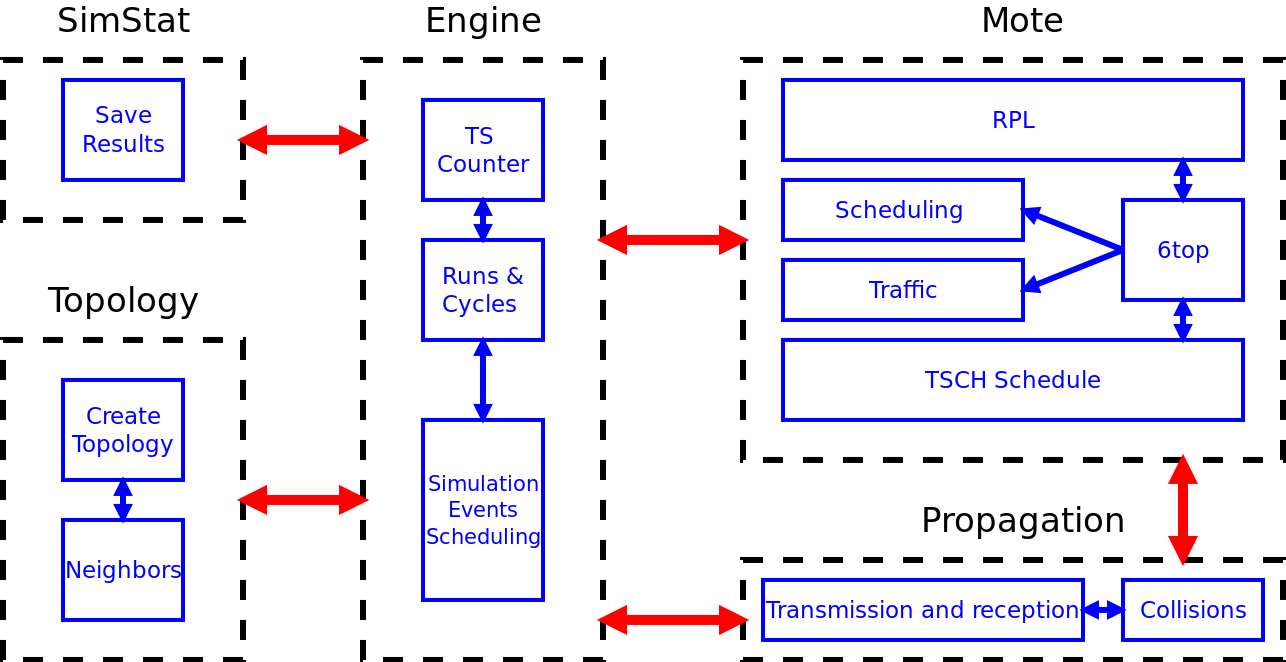 SimStat
Save
Results
Topology
Create
Topology
Neighbors
Engine
TS
Counter
Runs &
Cycles
Simulation
Events
Scheduling
Mote
RPL
Scheduling
Traffic
6top
TSCH Schedule
Propagation
Transmission and reception
Collisions